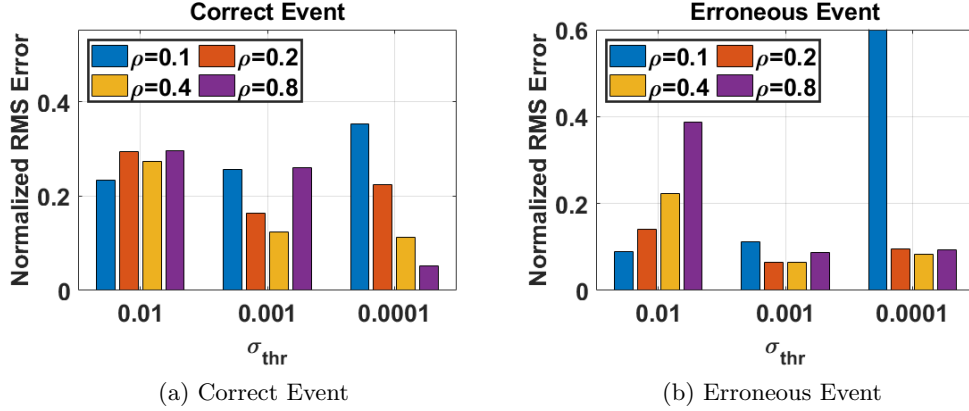 Correct Event
Normalized RMS Error
ρ=0.1 ρ=0.2
ρ=0.4 ρ=0.8
0.4
0.2
0
0.01 0.001 0.0001
σthr
(a) Correct Event
Erroneous Event
Normalized RMS Error
ρ=0.1 ρ=0.2
ρ=0.4 ρ=0.8
0.6
0.4
0.2
0
0.01 0.001 0.0001
σthr
(b) Erroneous Event